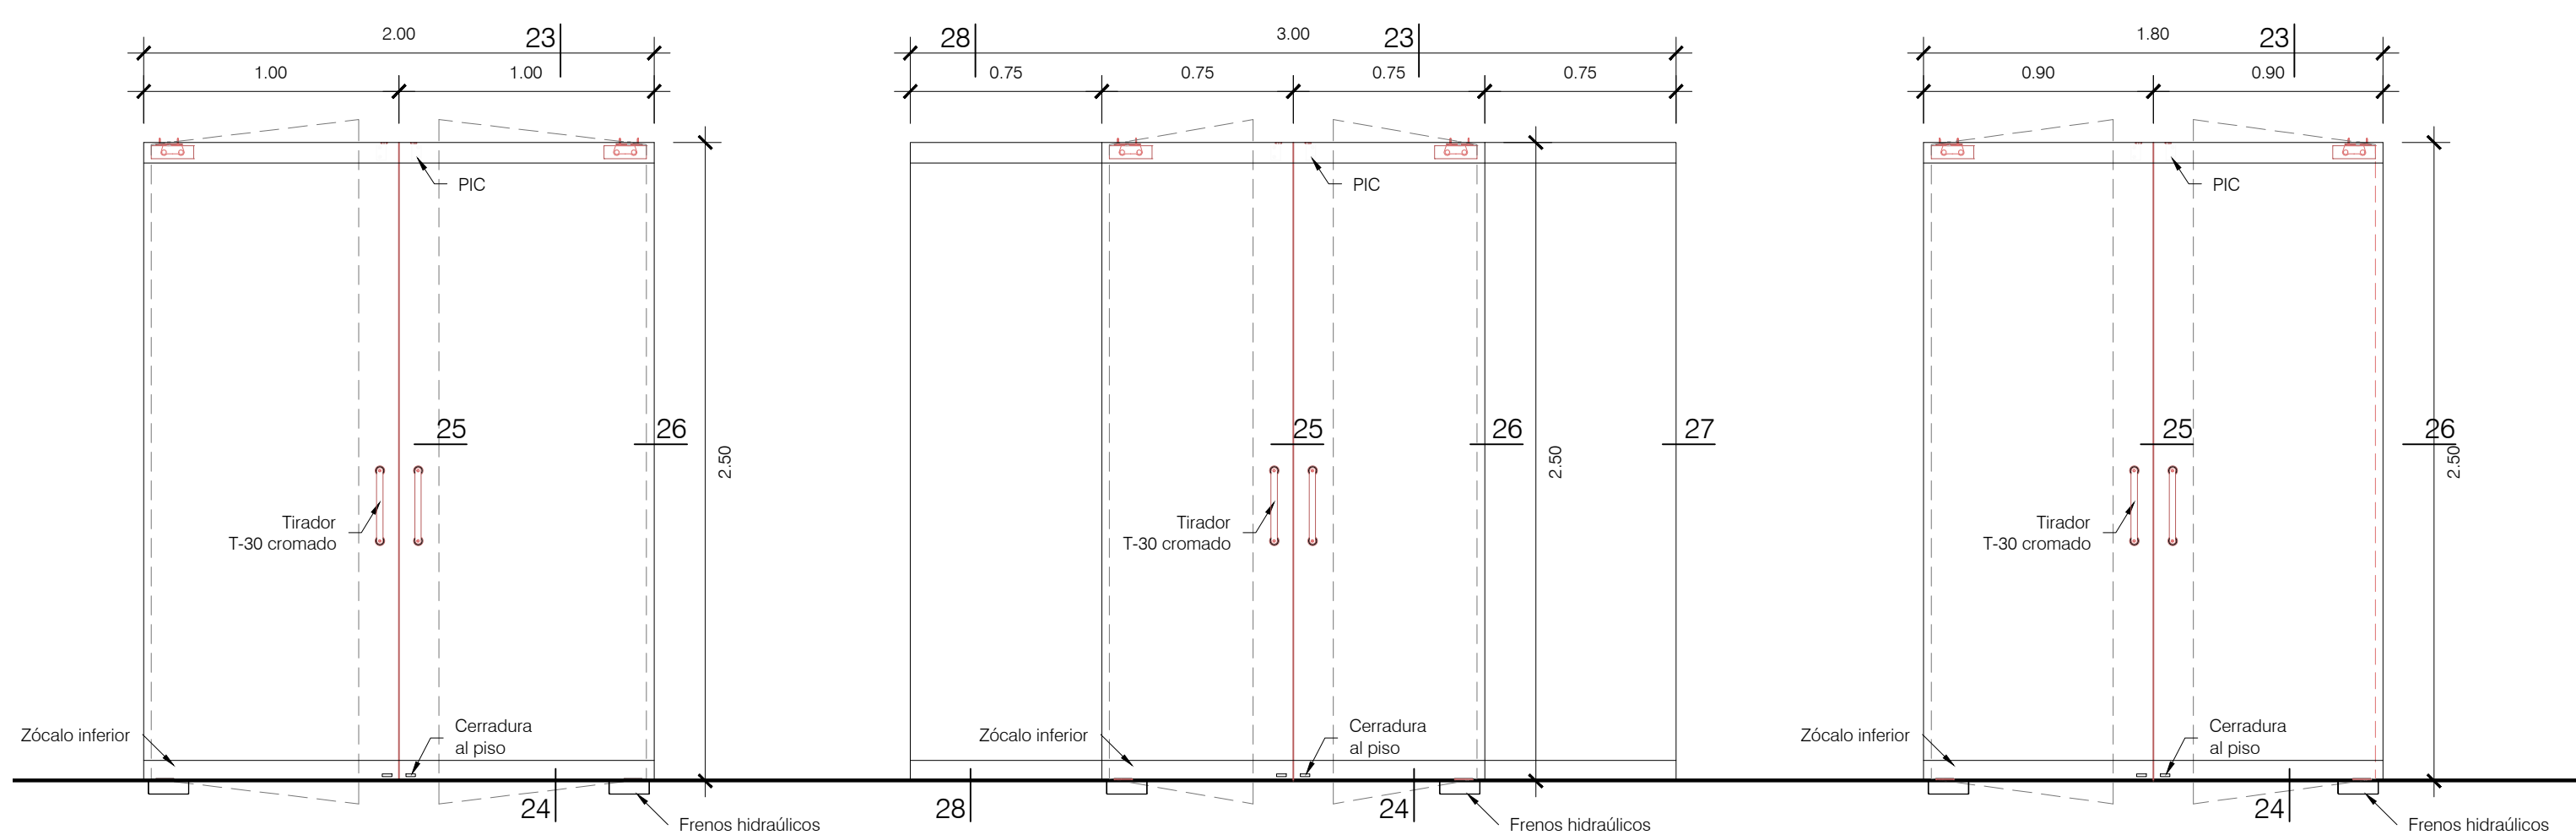 2.00
23
1.00
1.00
PIC
25
26
2.50
Tirador
T-30 cromado
Zócalo inferior
Cerradura
al piso
24
Frenos hidraúlicos
28
3.00
23
0.75
0.75
0.75
0.75
PIC
25
26
27
2.50
Tirador
T-30 cromado
Zócalo inferior
Cerradura
al piso
28
24
Frenos hidraúlicos
1.80
23
0.90
0.90
PIC
25
26
2.50
Tirador
T-30 cromado
Zócalo inferior
Cerradura
al piso
24
Frenos hidraúlicos